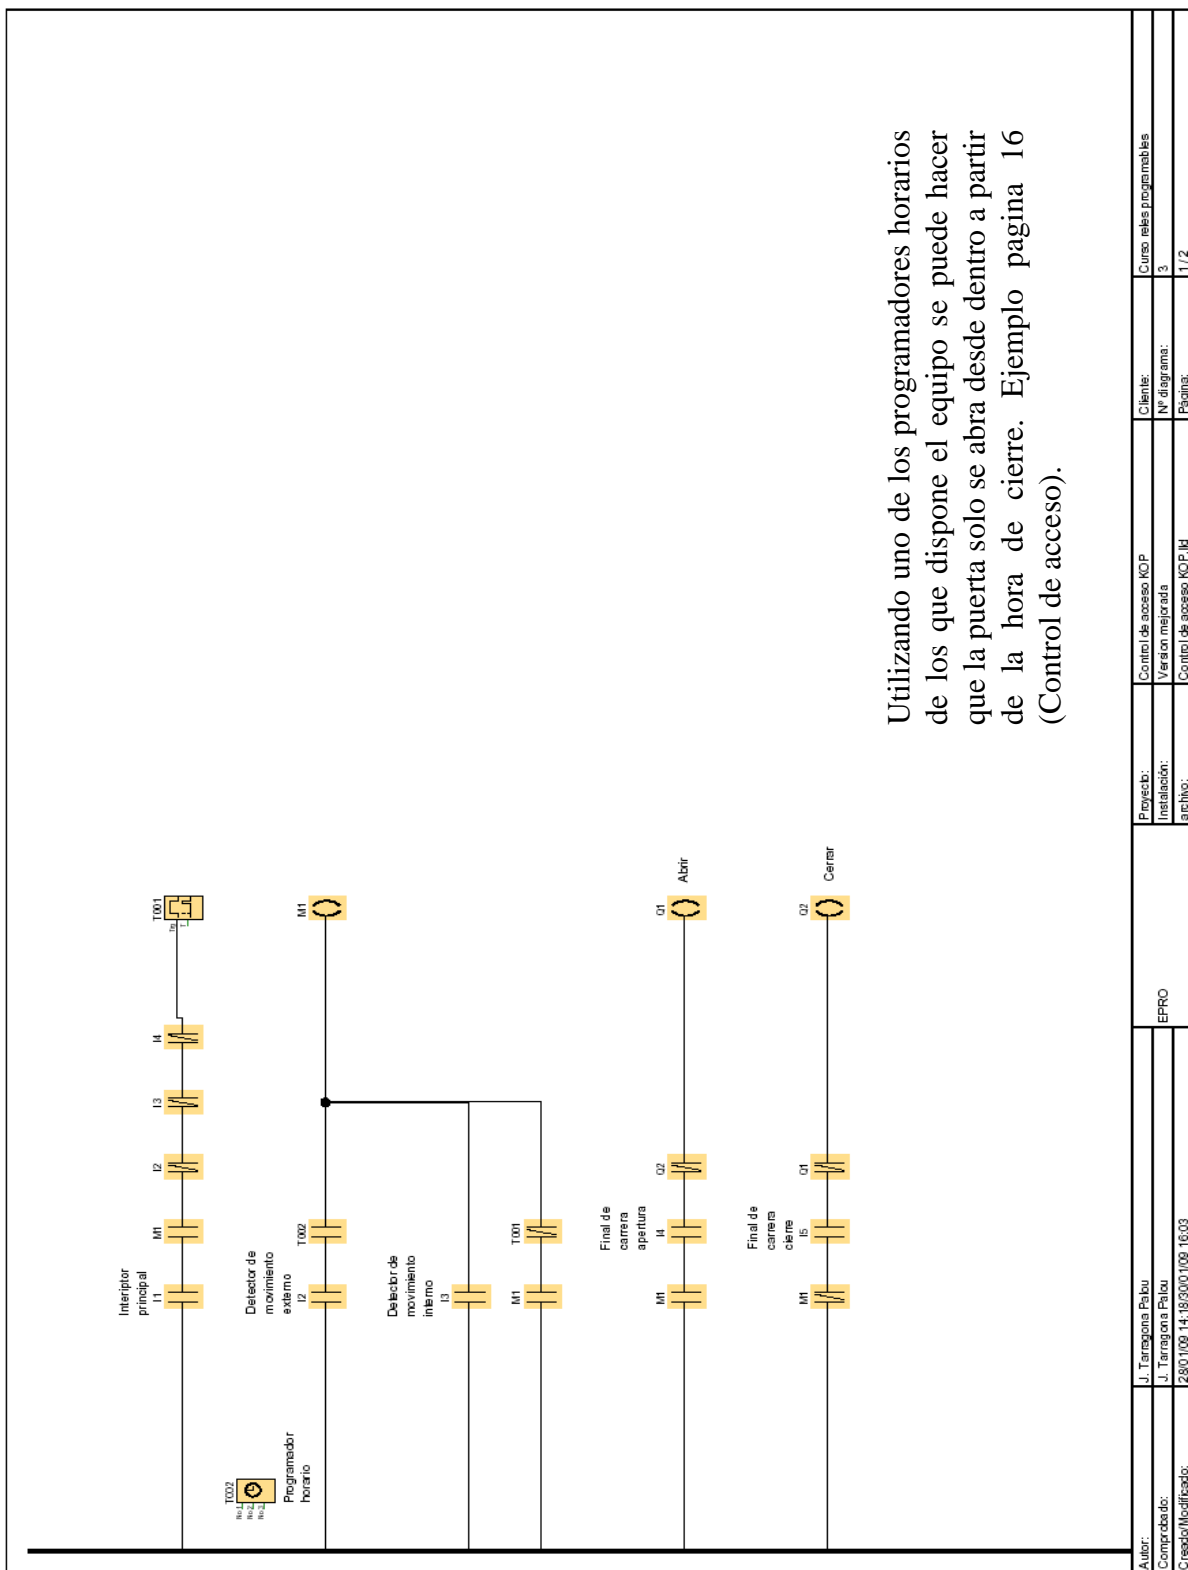 Interiptor
principal
I1
M1
I2
I3
I4
T001
Trg
T
T002
No1
No2
No3
Programador
horario
Detector de
movimiento
externo
I2
T002
M1
Detector de
movimiento
interno
I3
M1
T001
Final de
carrera
apertura
M1
I4
Q2
Q1
Abrir
Final de
carrera
cierre
M1
I5
Q1
Q2
Cerrar
Utilizando uno de los programadores horarios
de los que dispone el equipo se puede hacer
que la puerta solo se abra desde dentro a partir
de la hora de cierre. Ejemplo pagina 16
(Control de acceso).
Autor: J. Tarragona Palou
Comprobado: J. Tarragona Palou
Creado/Modificado: 28/01/09 14:18/30/01/09 16:03
EPRO
Proyecto: Control de acceso KOP
Instalación: Version mejorada
archivo: Control de acceso KOP.lld
Cliente: Curso reles programables
Nº diagrama: 3
Página: 1 / 2